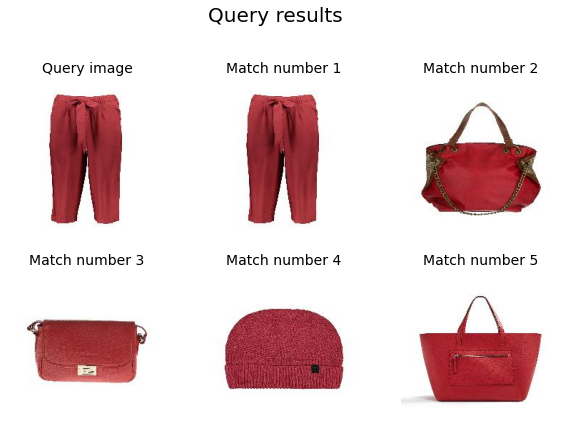 Query results
Query image
Match number 1
Match number 2
Match number 3
Match number 4
Match number 5